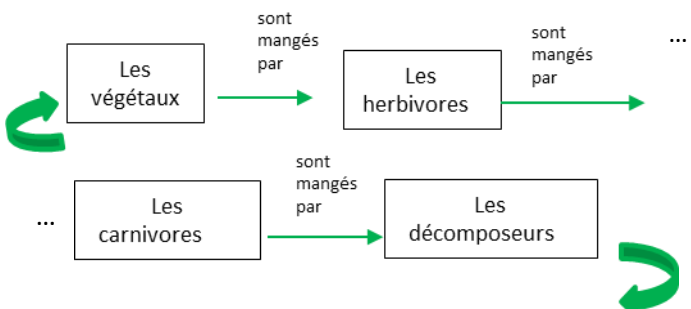 sont
mangés
par
sont
mangés
par
...
Les
végétaux
Les
herbivores
sont
mangés
par
...
Les
carnivores
Les
décomposeurs